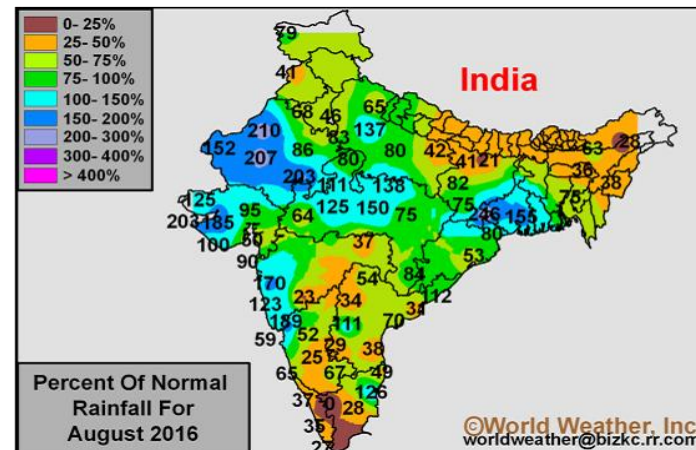 0- 25%
25- 50%
50- 75%
75- 100%
100- 150%
150- 200%
200- 300%
300- 400%
> 400%
India
79
41
68 46 65
210 83 137
152 86 80 80
207
203 111 138
42 41 21 63 28
36
38
82
125 95 125 150 75 75 246 155 75
203 185 64
100 50 80
90 37 53
170 54 84
123 23 34 112
189 111 70
59 52 29 38
25
65 67 49
37 0 28 126
35
Percent Of Normal
Rainfall For
August 2016
©World Weather, Inc.
worldweather@bizkc.rr.com